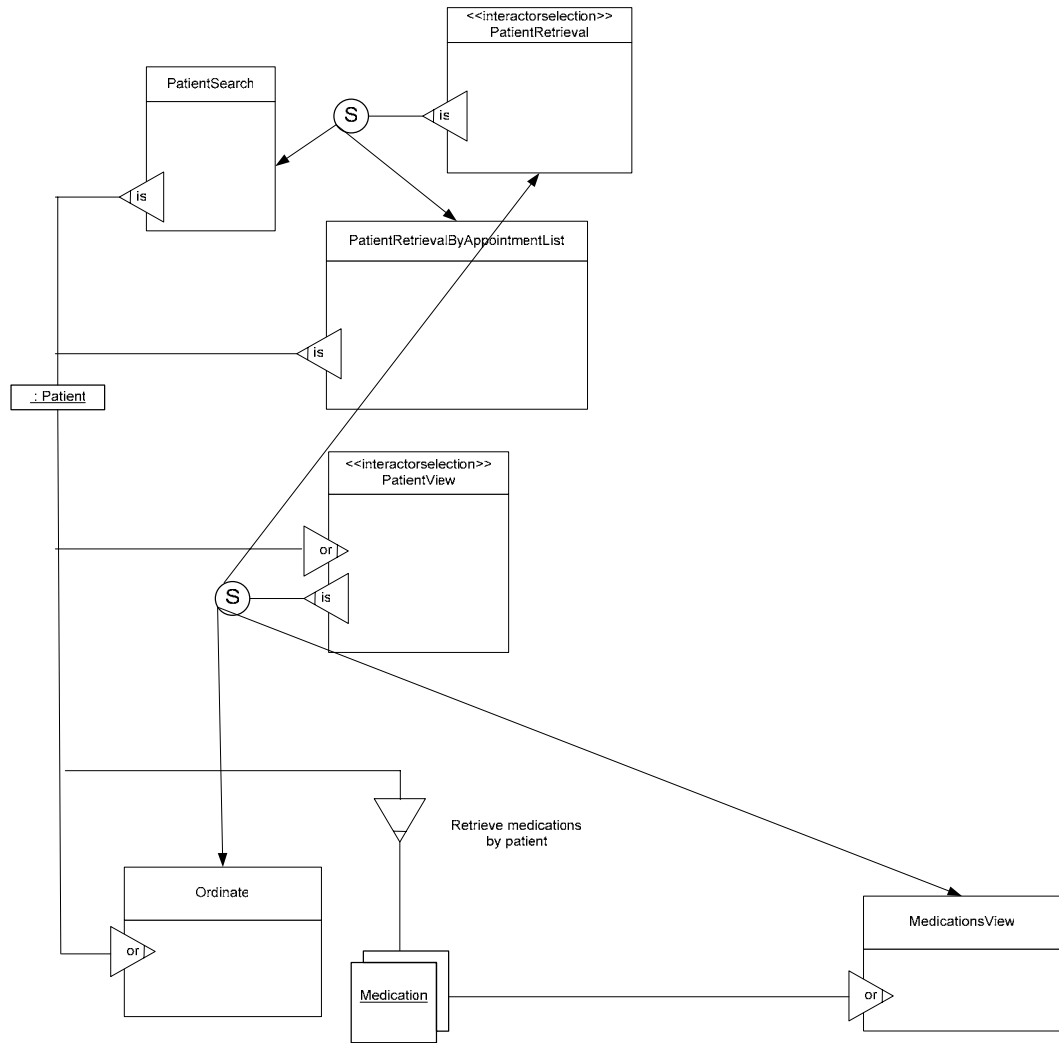 <<interactorselection>>
PatientRetrieval
PatientSearch
S
is
is
PatientRetrievalByAppointmentList
is
: Patient
<<interactorselection>>
PatientView
or
S
is
Retrieve medications
by patient
Ordinate
MedicationsView
or
Medication
or